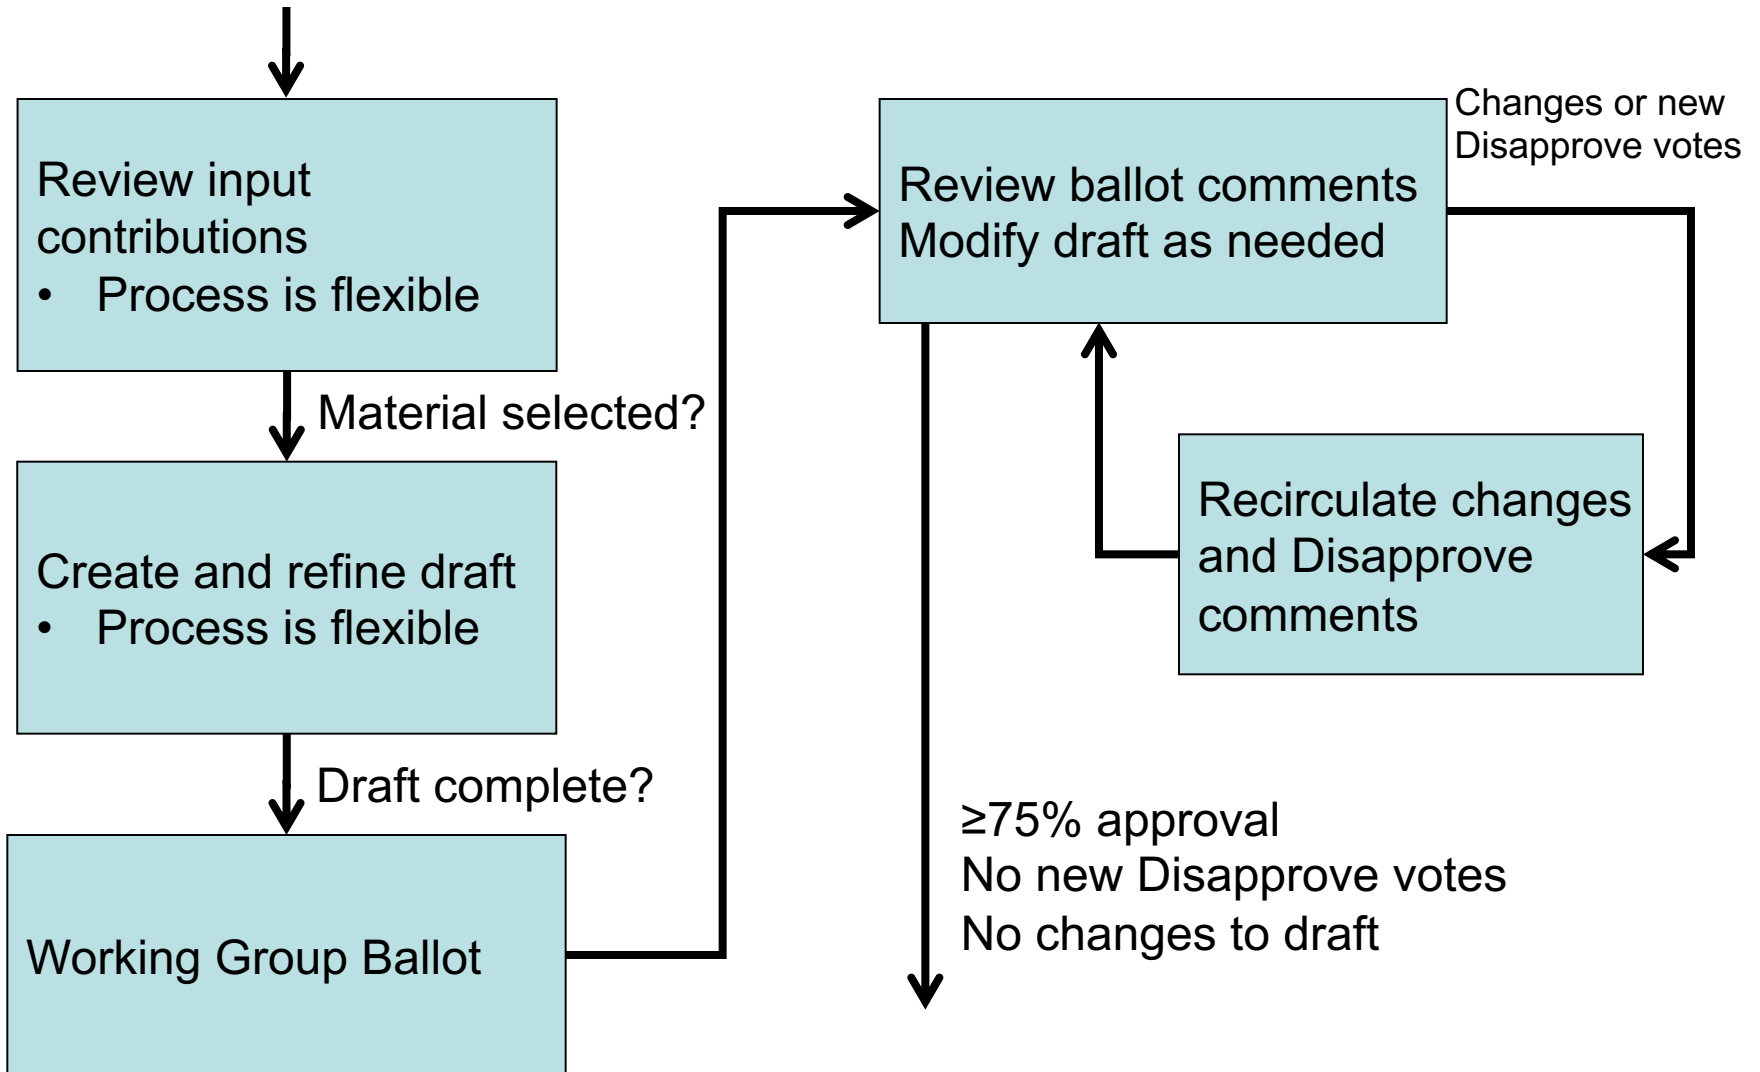 Review input
contributions
• Process is flexible
Material selected?
Create and refine draft
• Process is flexible
Draft complete?
Working Group Ballot
Review ballot comments
Modify draft as needed
Changes or new
Disapprove votes
Recirculate changes
and Disapprove
comments
≥75% approval
No new Disapprove votes
No changes to draft